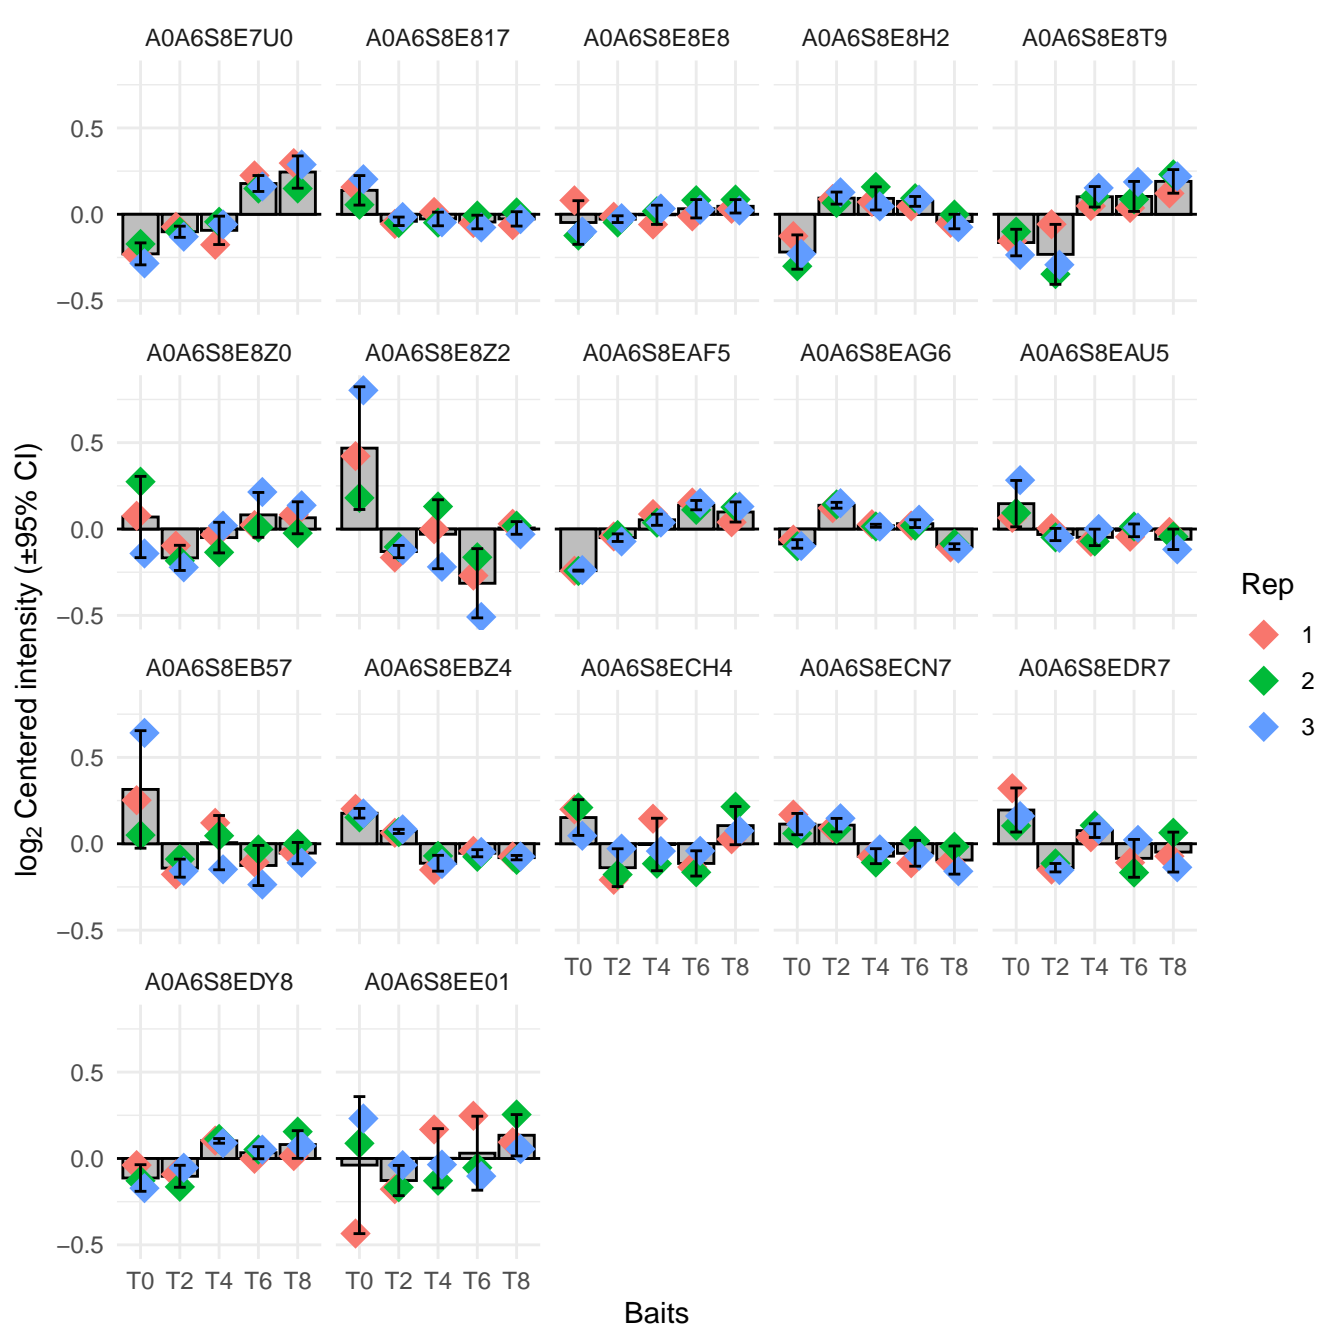 A0A6S8E7U0 A0A6S8E817 A0A6S8E8E8 A0A6S8E8H2 A0A6S8E8T9
0.5
0.0
−0.5
A0A6S8E8Z0 A0A6S8E8Z2 A0A6S8EAF5 A0A6S8EAG6 A0A6S8EAU5
0.5
0.0
−0.5
A0A6S8EB57 A0A6S8EBZ4 A0A6S8ECH4 A0A6S8ECN7 A0A6S8EDR7
0.5
0.0
−0.5
T0 T2 T4 T6 T8 T0 T2 T4 T6 T8 T0 T2 T4 T6 T8
A0A6S8EDY8 A0A6S8EE01
0.5
0.0
−0.5
T0 T2 T4 T6 T8 T0 T2 T4 T6 T8
Baits
log2 Centered intensity (±95% CI)
Rep
1
2
3